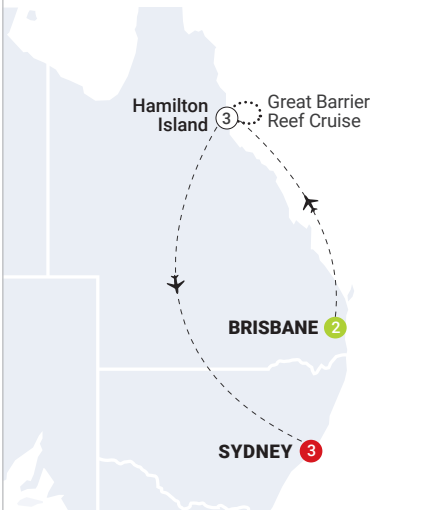 Hamilton
Island
3
Great Barrier
Reef Cruise
BRISBANE 2
SYDNEY 3